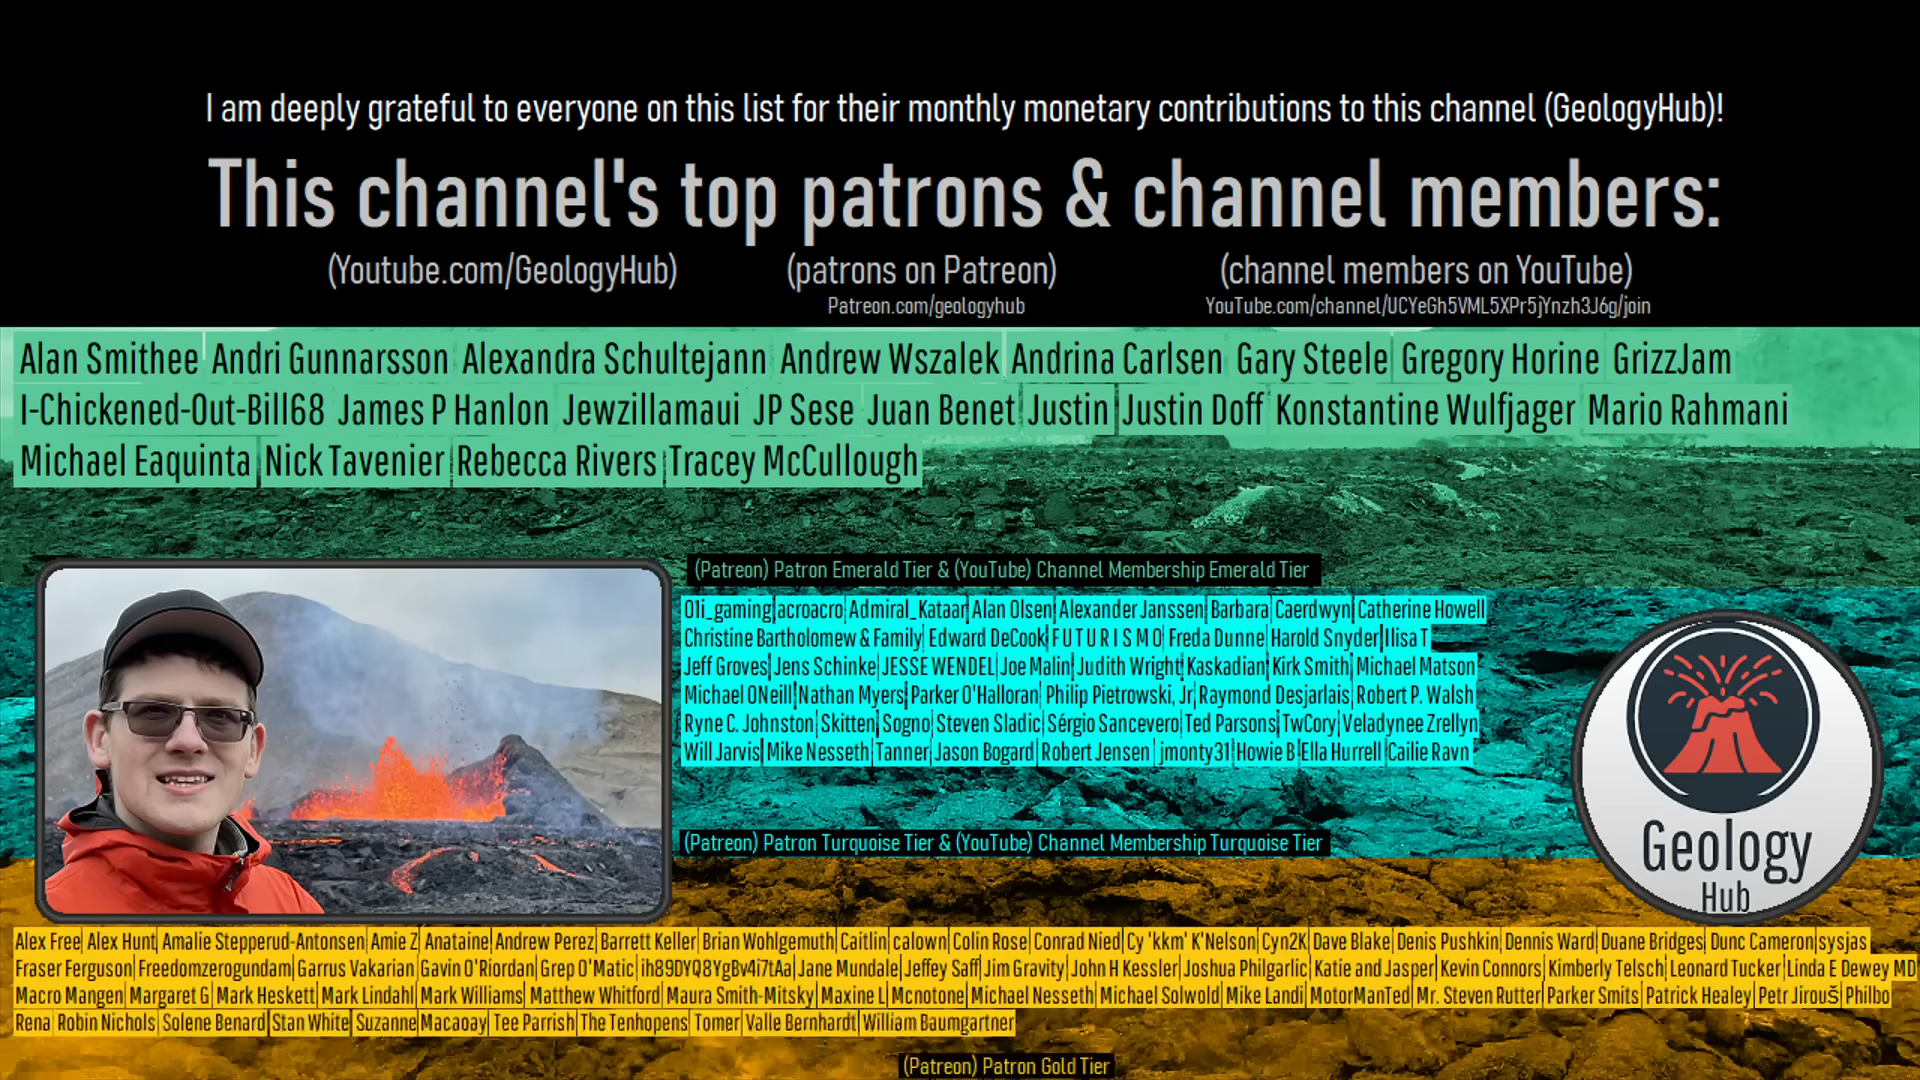 I am deeply grateful to everyone on this list for their monthly monetary contributions to this channel (GeologyHub)!
This channel's top patrons & channel members:
(Youtube.com/GeologyHub) (patrons on Patreon) (channel members on YouTube)
Patreon.com/geologyhub YouTube.com/channel/UCYeGh5VML5XPr5jYnzh3J6g/join
Alan Smithee Andri Gunnarsson Alexandra Schultejann Andrew Wszalek Andrina Carlsen Gary Steele Gregory Horine GrizzJam
I-Chickened-Out-Bill68 James P Hanlon Jewzillamaui JP Sese Juan Benet Justin Justin Doff Konstantine Wulfjager Mario Rahmani
Michael Eaquinta Nick Tavenier Rebecca Rivers Tracey McCullough
(Patreon) Patron Emerald Tier & (YouTube) Channel Membership Emerald Tier
O1i_gaming acroacro Admiral_Kataar Alan Olsen Alexander Janssen Barbara Caerdwyn Catherine Howell
Christine Bartholomew & Family Edward DeCook F U T U R I S M O Freda Dunne Harold Snyder Ilisa T
Jeff Groves Jens Schinke JESSE WENDEL Joe Malin Judith Wright Kaskadian Kirk Smith Michael Matson
Michael ONeill Nathan Myers Parker O'Halloran Philip Pietrowski, Jr Raymond Desjarlais Robert P. Walsh
Ryne C. Johnston Skitten Sogno Steven Sladic Sérgio Sancevero Ted Parsons TwCory Veladynee Zrellyn
Will Jarvis Mike Nesseth Tanner Jason Bogard Robert Jensen jmonty31 Howie B Ella Hurrell Cailie Ravn
(Patreon) Patron Turquoise Tier & (YouTube) Channel Membership Turquoise Tier
Geology
Hub
Alex Free Alex Hunt Amalie Stepperud-Antonsen Amie Z Anataine Andrew Perez Barrett Keller Brian Wohlgemuth Caitlin calown Colin Rose Conrad Nied Cy 'kkm' K'Nelson Cyn2K Dave Blake Denis Pushkin Dennis Ward Duane Bridges Dunc Cameron sysjas
Fraser Ferguson Freedomzerogundam Garrus Vakarian Gavin O'Riordan Grep O'Matic ih89DYQ8YgBv4i7tAa Jane Mundale Jeffey Saff Jim Gravity John H Kessler Joshua Philgarlic Katie and Jasper Kevin Connors Kimberly Telsch Leonard Tucker Linda E Dewey MD
Macro Mangen Margaret G Mark Heskett Mark Lindahl Mark Williams Matthew Whitford Maura Smith-Mitsky Maxine L Mcnotone Michael Nesseth Michael Solwold Mike Landi MotorManTed Mr. Steven Rutter Parker Smits Patrick Healey Petr Jirouš Philbo
Rena Robin Nichols Solene Benard Stan White Suzanne Macaoay Tee Parrish The Tenhopens Tomer Valle Bernhardt William Baumgartner
(Patreon) Patron Gold Tier